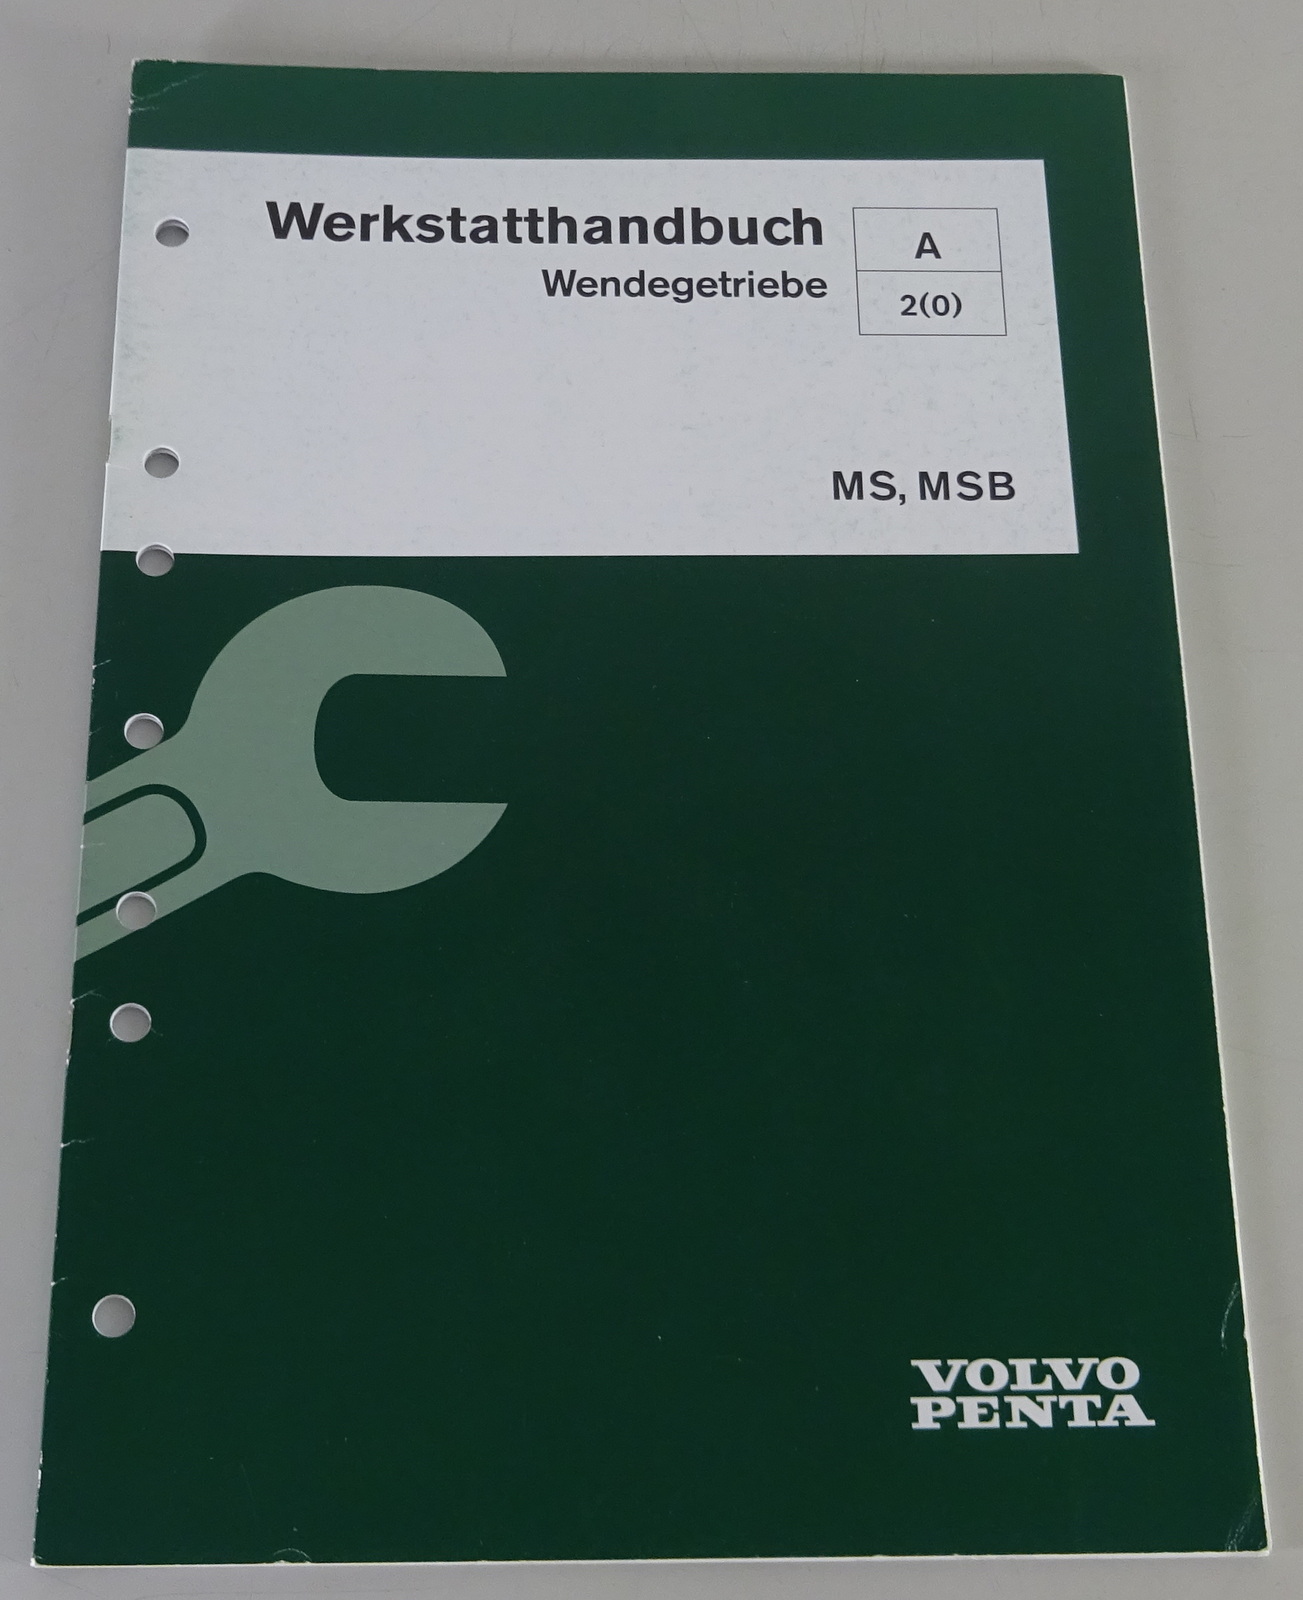 Werkstatthandbuch
Wendegetriebe
A
2(0)
MS, MSB
VOLVO
PENTA